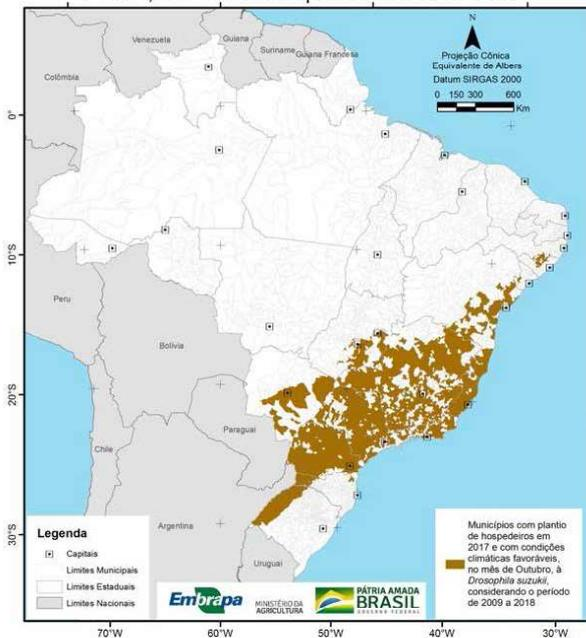 Venezuela
Guiana
Suriname
Guiana Francesa
Colômbia
N
Projeção Cônica
Equivalente de Albers
Datum SIRGAS 2000
0 150 300 600
Km
0°
10°S
Peru
Bolívia
20°S
Paraguai
Chile
Argentina
30°S
Uruguai
Legenda
Capitais
Limites Municipais
Limites Estaduais
Limites Nacionais
Embrapa
MINISTÉRIO DA
AGRICULTURA
PÁTRIA AMADA
BRASIL
GOVERNO FEDERAL
Municípios com plantio
de hospedeiros em
2017 e com condições
climáticas favoráveis,
no mês de Outubro, à
Drosophila suzukii,
considerando o período
de 2009 a 2018
70°W
60°W
50°W
40°W
30°W